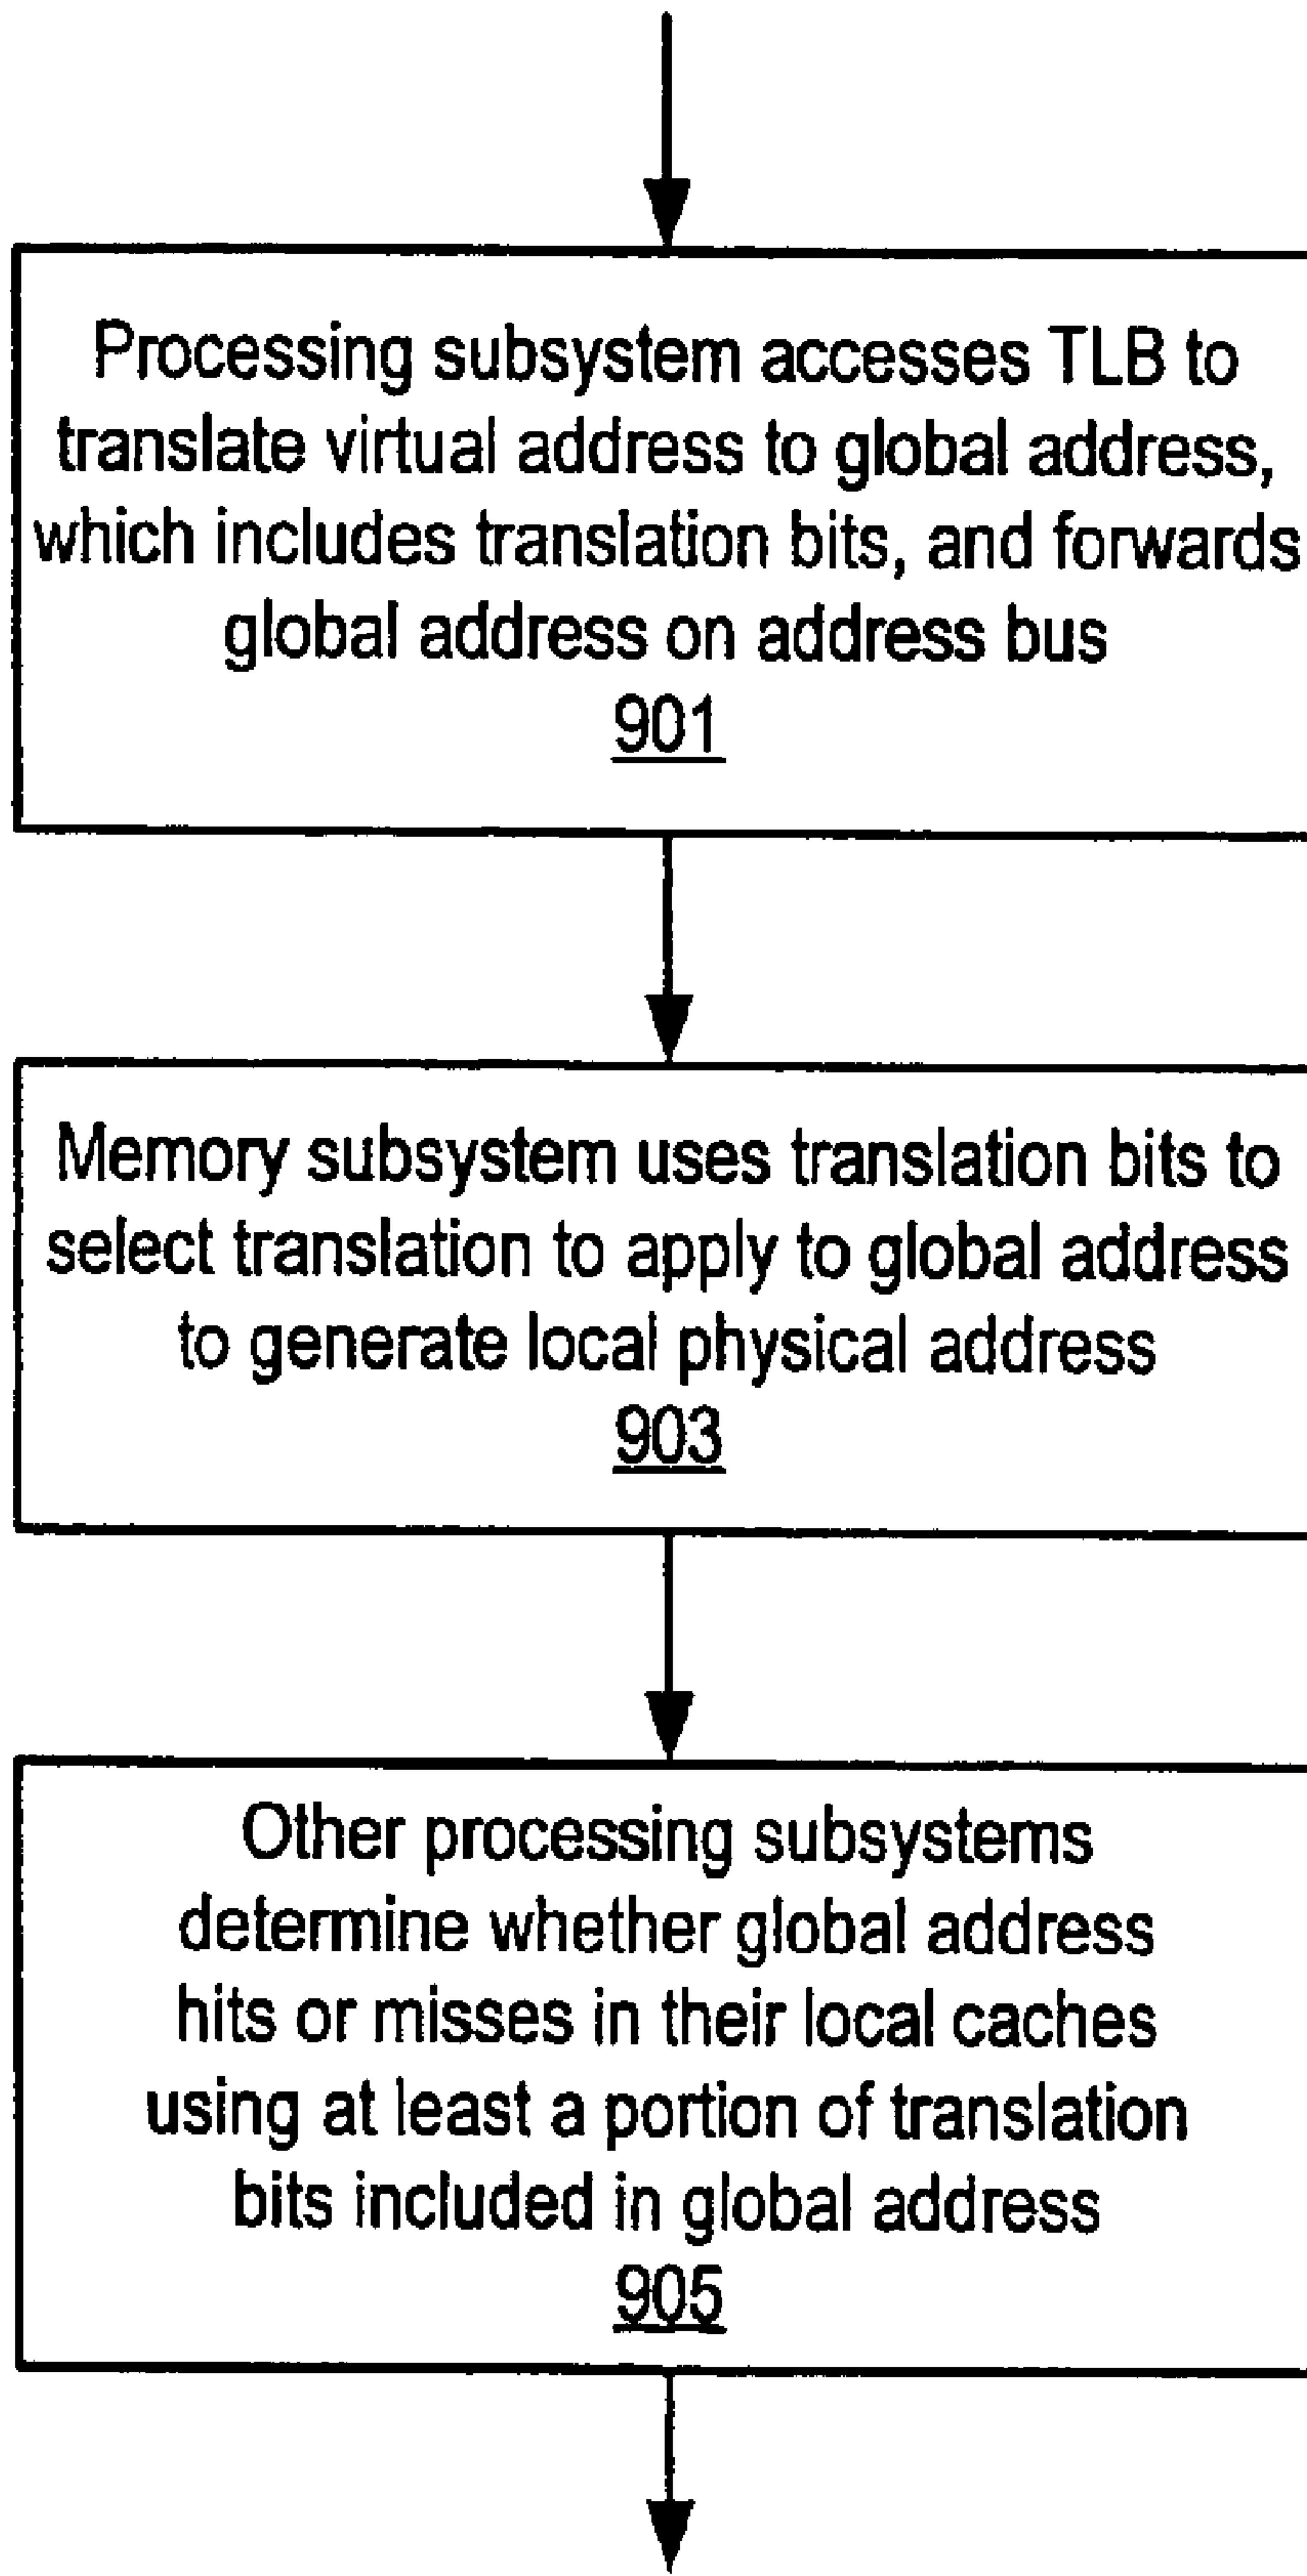 Processing subsystem accesses TLB to
translate virtual address to global address,
which includes translation bits, and forwards
global address on address bus
901
Memory subsystem uses translation bits to
select translation to apply to global address
to generate local physical address
903
Other processing subsystems
determine whether global address
hits or misses in their local caches
using at least a portion of translation
bits included in global address
905